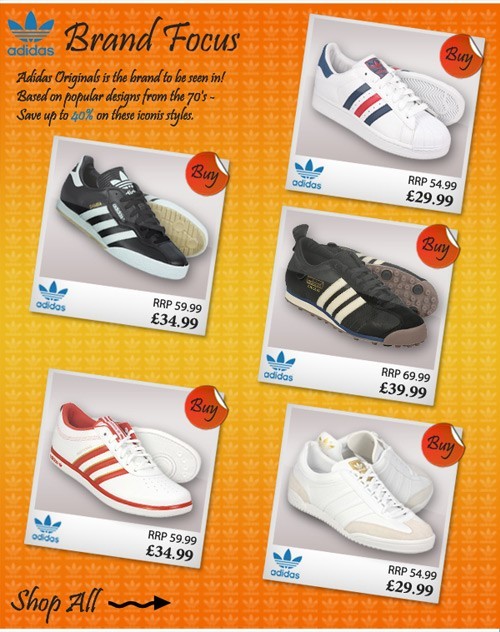 adidas
Brand Focus
Adidas Originals is the brand to be seen in!
Based on popular designs from the 70's -
Save up to 40% on these iconis styles.
Buy
adidas
RRP 54.99
£29.99
Buy
adidas
RRP 59.99
£34.99
Buy
adidas
RRP 69.99
£39.99
Buy
adidas
RRP 59.99
£34.99
Buy
adidas
RRP 54.99
£29.99
Shop All